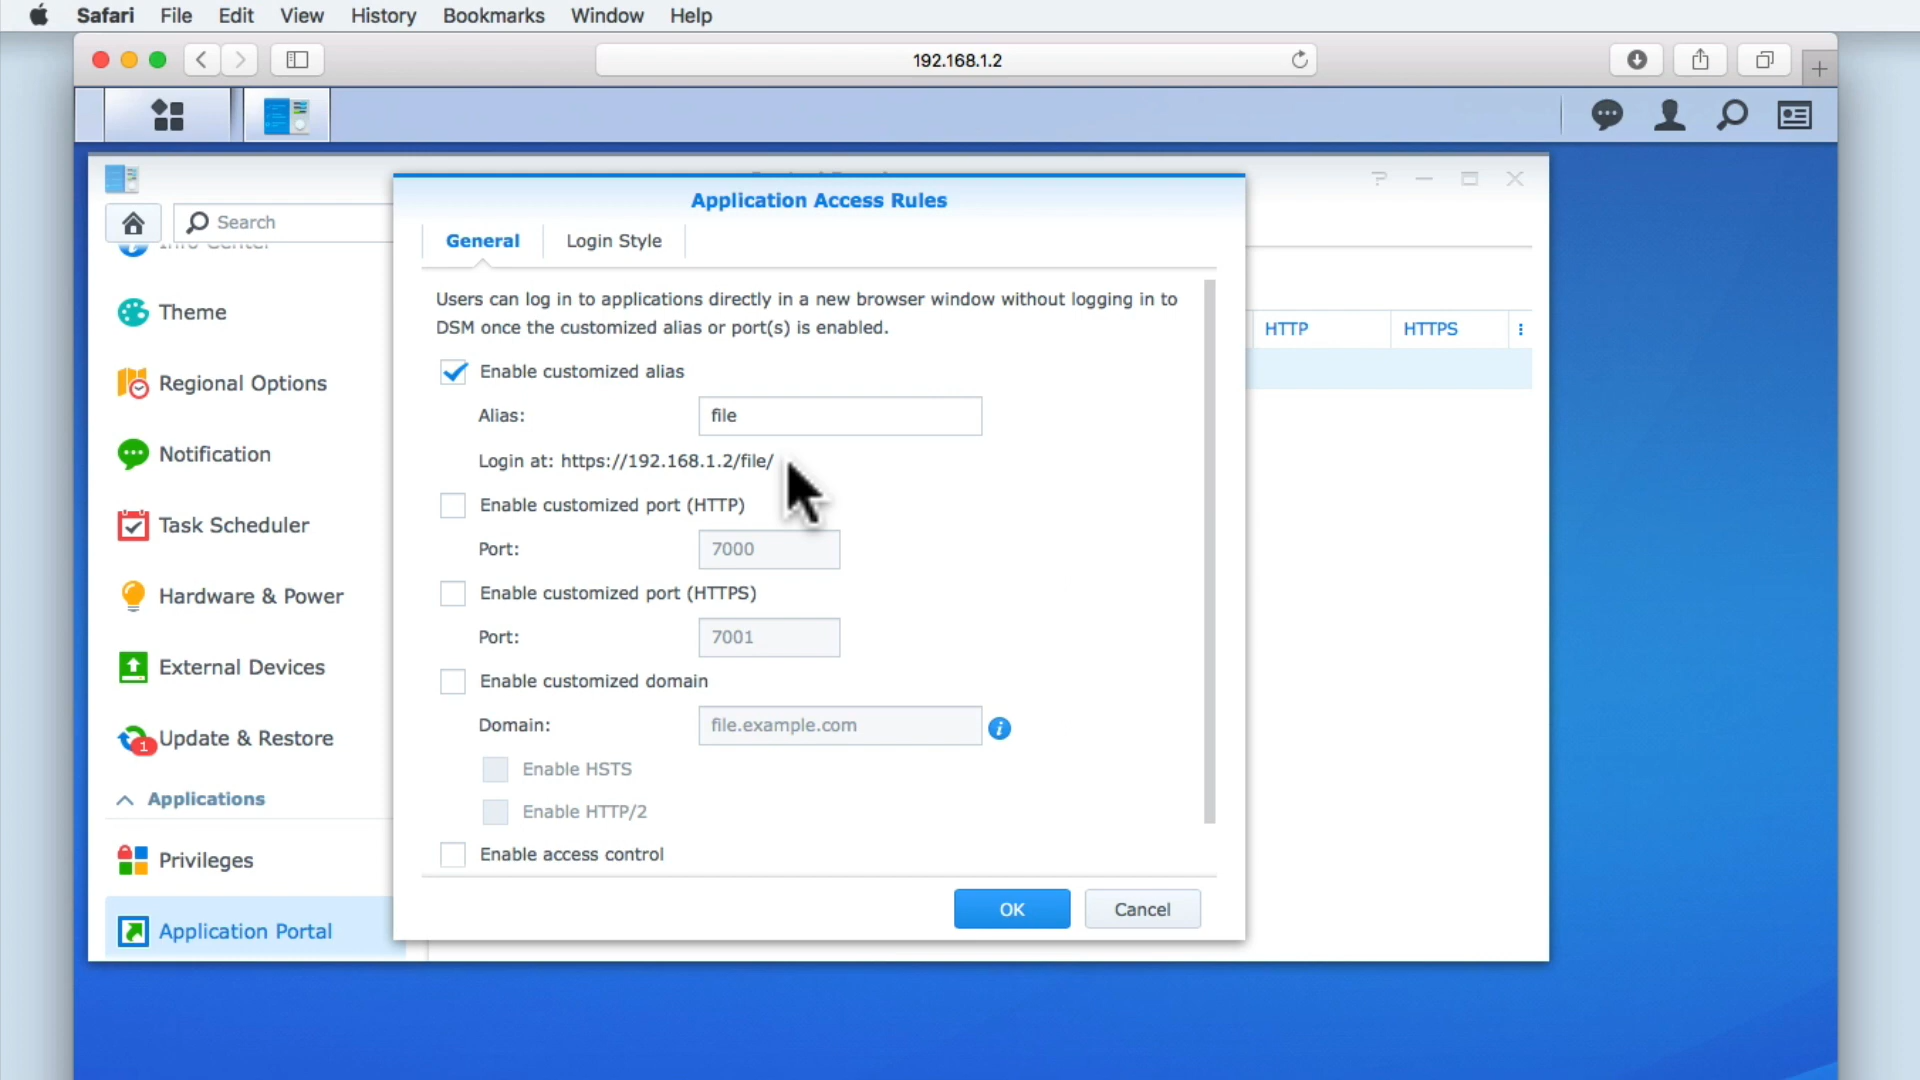 Safari File Edit View History Bookmarks Window Help
192.168.1.2
Search
Info Center
Theme
Regional Options
Notification
Task Scheduler
Hardware & Power
External Devices
1
Update & Restore
Applications
Privileges
Application Portal
Application Access Rules
General Login Style
Users can log in to applications directly in a new browser window without logging in to
DSM once the customized alias or port(s) is enabled.
Enable customized alias
Alias: file
Login at: https://192.168.1.2/file/
Enable customized port (HTTP)
Port: 7000
Enable customized port (HTTPS)
Port: 7001
Enable customized domain
Domain: file.example.com
Enable HSTS
Enable HTTP/2
Enable access control
OK Cancel
HTTP HTTPS